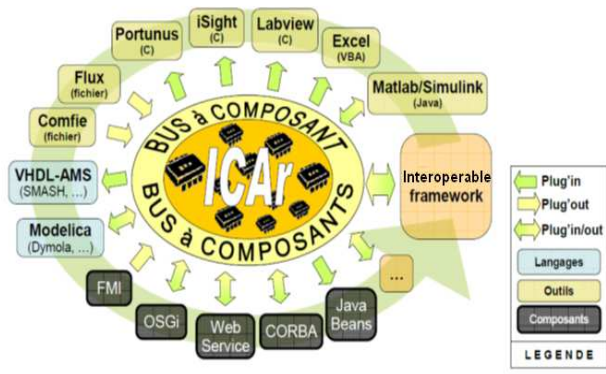 Portunus
(C)
iSight
(C)
Labview
(C)
Excel
(VBA)
Matlab/Simulink
(Java)
Flux
(fichier)
Comfie
(fichier)
VHDL-AMS
(SMASH, ...)
Modelica
(Dymola, ...)
BUS à COMPOSANT
ICAr
BUS à COMPOSANTS
Interoperable
framework
...
FMI
OSGi
Web
Service
CORBA
Java
Beans
Plug'in
Plug'out
Plug'in/out
Langages
Outils
Composants
LEGENDE